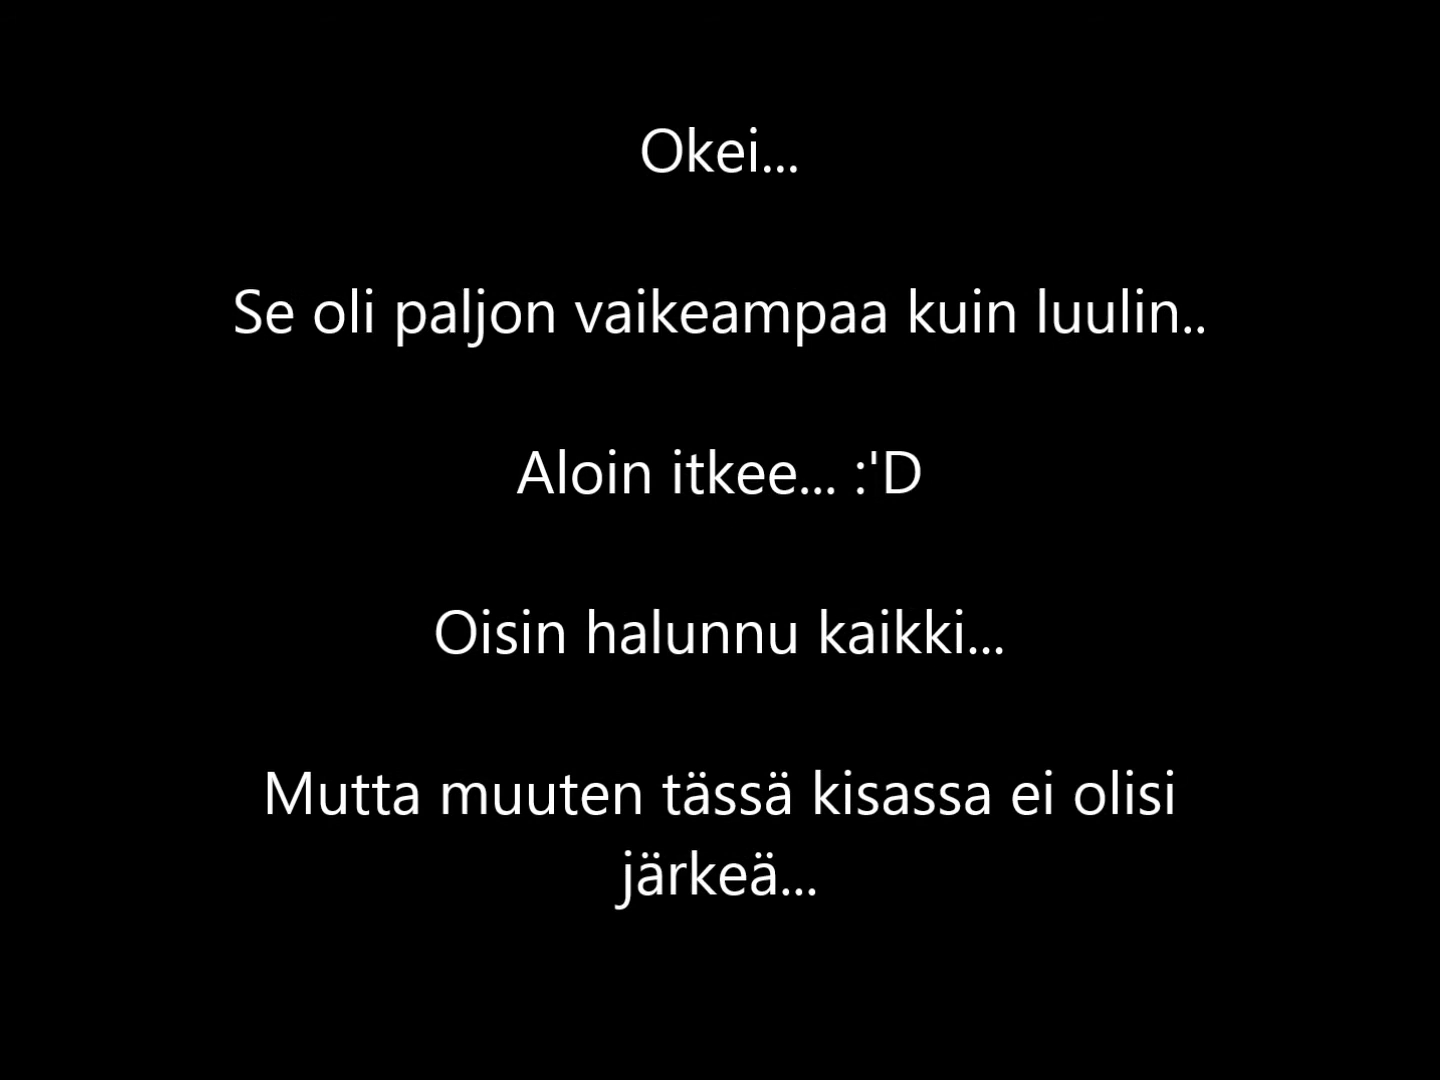 Okei...
Se oli paljon vaikeampaa kuin luulin..
Aloin itkee... :'D
Oisin halunnu kaikki...
Mutta muuten tässä kisassa ei olisi
järkeä...